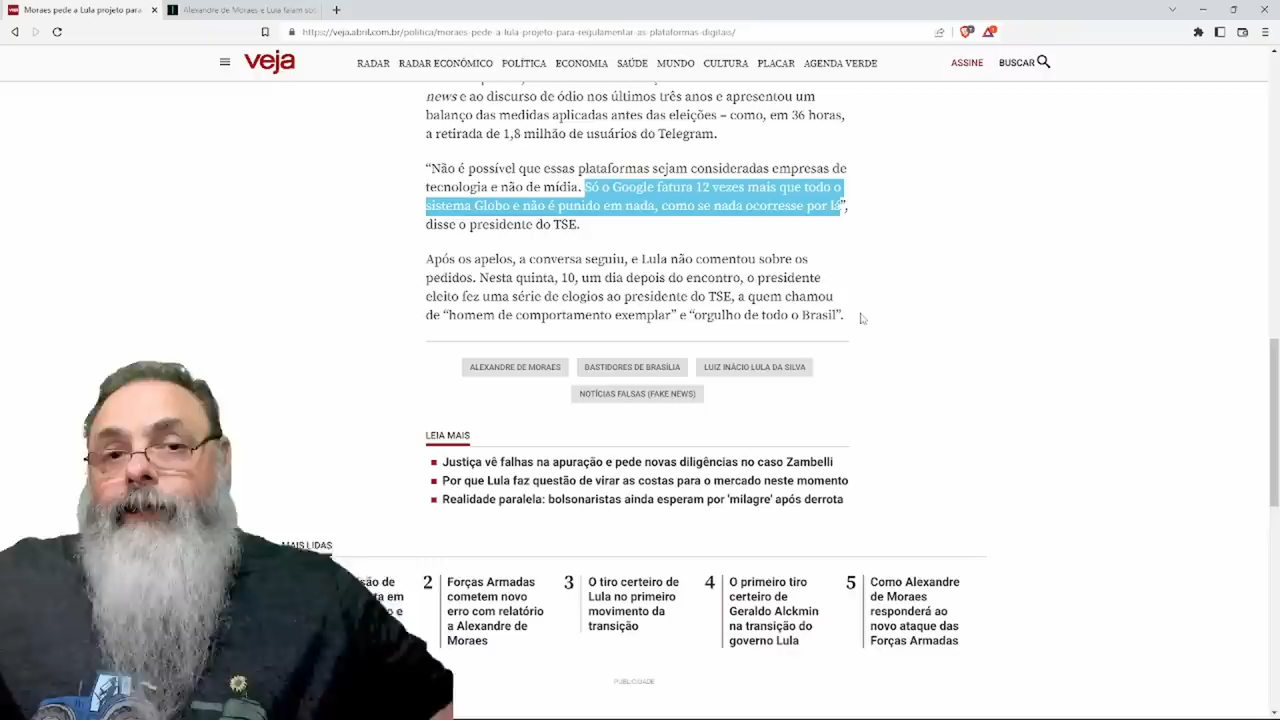 Moraes pede a Lula projeto para
Alexandre de Moraes e Lula falam sob
https://veja.abril.com.br/politica/moraes-pede-a-lula-projeto-para-regulamentar-as-plataformas-digitais/
veja
RADAR RADAR ECONÔMICO POLÍTICA ECONOMIA SAÚDE MUNDO CULTURA PLACAR AGENDA VERDE
ASSINE BUSCAR
news e ao discurso de ódio nos últimos três anos e apresentou um
balanço das medidas aplicadas antes das eleições – como, em 36 horas,
a retirada de 1,8 milhão de usuários do Telegram.
“Não é possível que essas plataformas sejam consideradas empresas de
tecnologia e não de mídia. Só o Google fatura 12 vezes mais que todo o
sistema Globo e não é punido em nada, como se nada ocorresse por lá”,
disse o presidente do TSE.
Após os apelos, a conversa seguiu, e Lula não comentou sobre os
pedidos. Nesta quinta, 10, um dia depois do encontro, o presidente
eleito fez uma série de elogios ao presidente do TSE, a quem chamou
de “homem de comportamento exemplar” e “orgulho de todo o Brasil”.
ALEXANDRE DE MORAES BASTIDORES DE BRASÍLIA LUIZ INÁCIO LULA DA SILVA
NOTÍCIAS FALSAS (FAKE NEWS)
LEIA MAIS
Justiça vê falhas na apuração e pede novas diligências no caso Zambelli
Por que Lula faz questão de virar as costas para o mercado neste momento
Realidade paralela: bolsonaristas ainda esperam por 'milagre' após derrota
MAIS LIDAS
2
Forças Armadas
cometem novo
erro com relatório
a Alexandre de
Moraes
3
O tiro certeiro de
Lula no primeiro
movimento da
transição
4
O primeiro tiro
certeiro de
Geraldo Alckmin
na transição do
governo Lula
5
Como Alexandre
de Moraes
responderá ao
novo ataque das
Forças Armadas
PUBLICIDADE